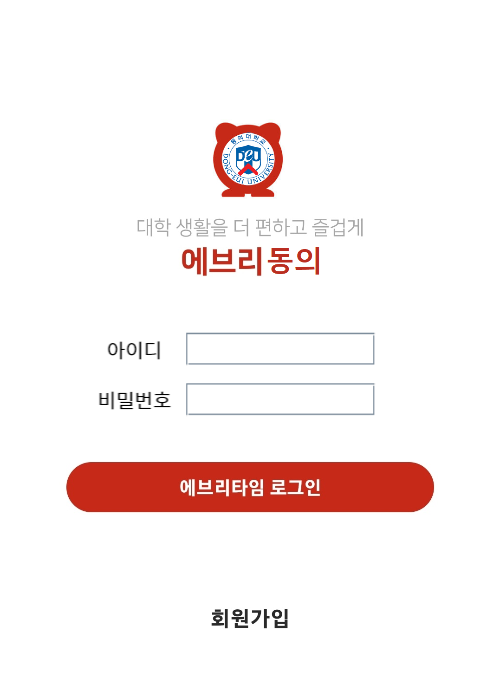 동의대학교
DEU
DONG-EUI UNIVERSITY
대학 생활을 더 편하고 즐겁게
에브리동의
아이디
비밀번호
에브리타임 로그인
회원가입